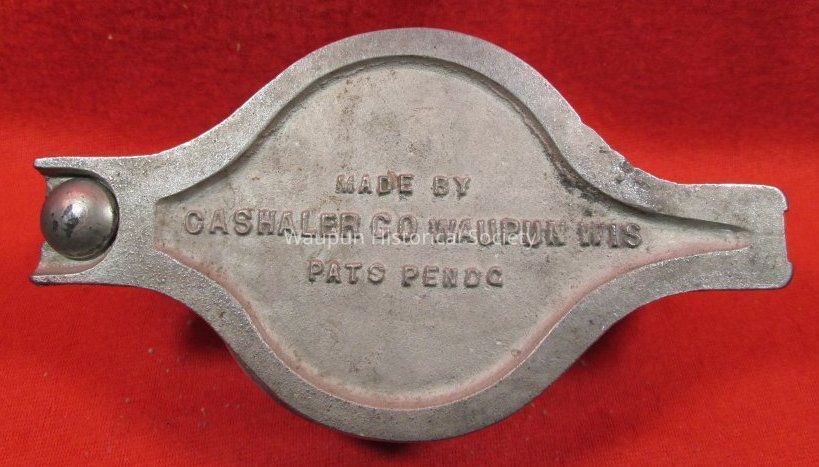 MADE BY
CASHALER CO WAUPUN WIS
Waupun Historical Society
PATS PENDG